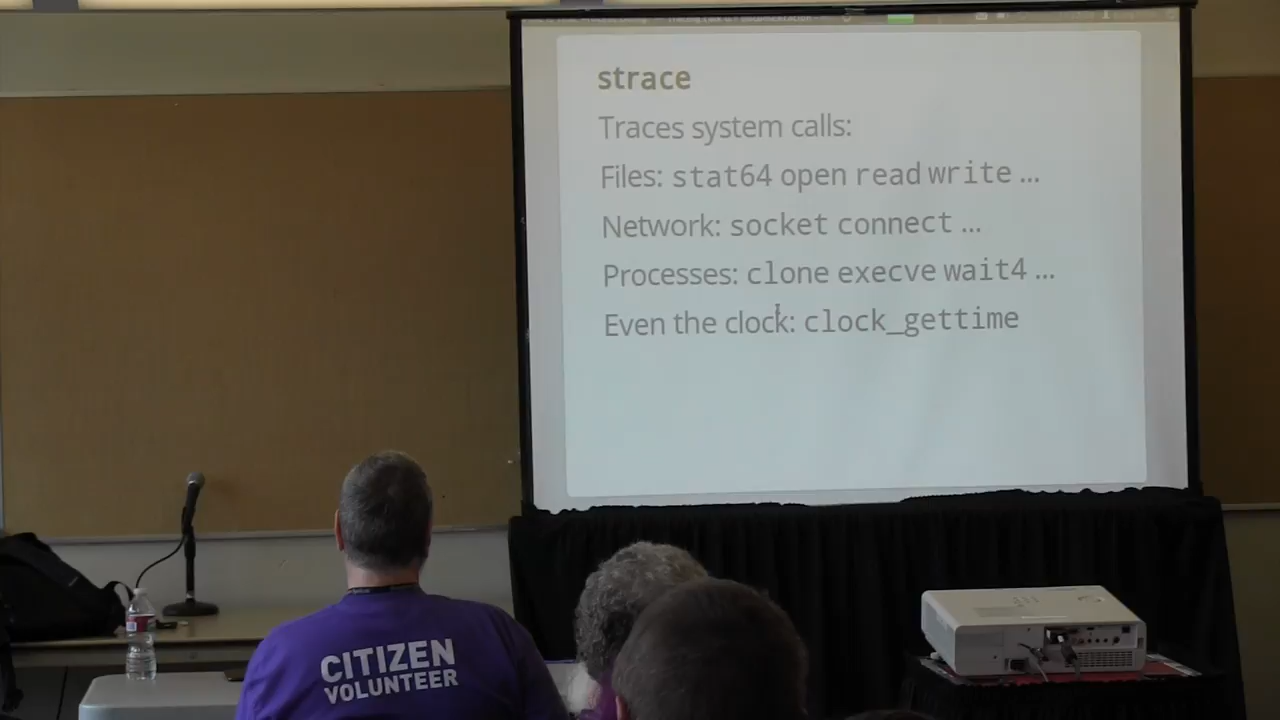 strace
Traces system calls:
Files: stat64 open read write ...
Network: socket connect ...
Processes: clone execve wait4 ...
Even the clock: clock_gettime
CITIZEN
VOLUNTEER